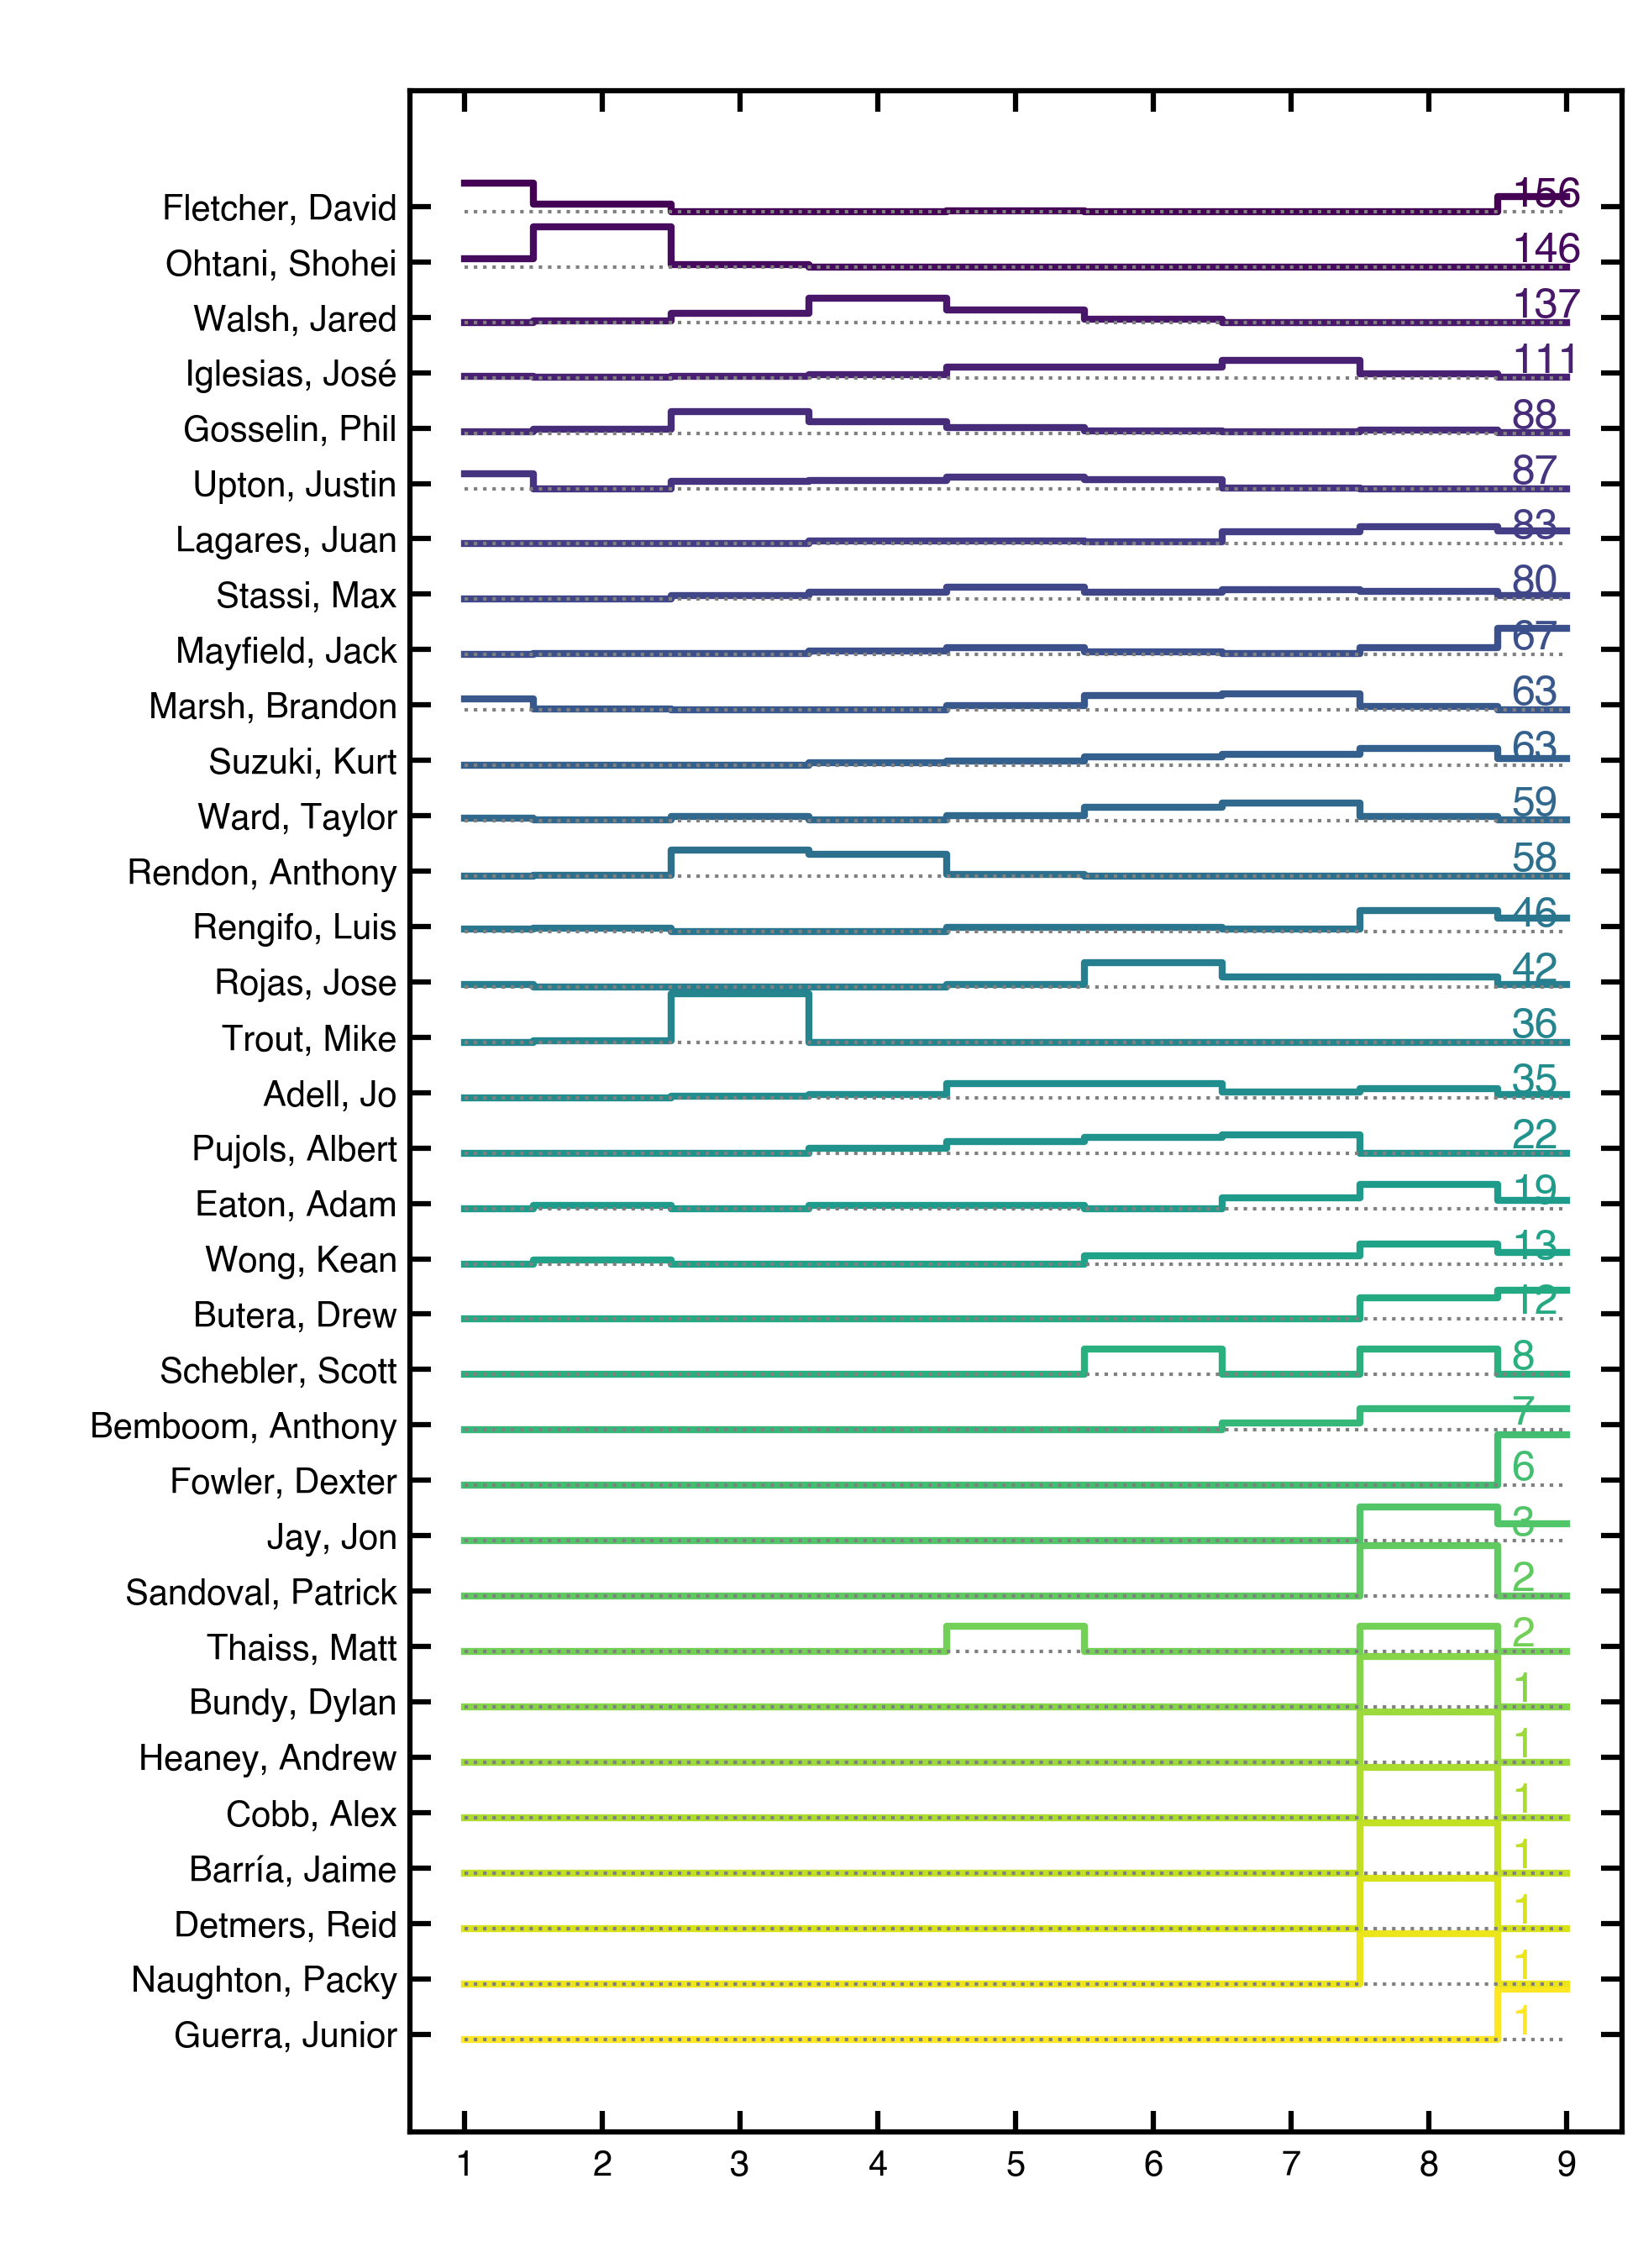 Fletcher, David 156
Ohtani, Shohei 146
Walsh, Jared 137
Iglesias, José 111
Gosselin, Phil 88
Upton, Justin 87
Lagares, Juan 83
Stassi, Max 80
Mayfield, Jack 67
Marsh, Brandon 63
Suzuki, Kurt 63
Ward, Taylor 59
Rendon, Anthony 58
Rengifo, Luis 46
Rojas, Jose 42
Trout, Mike 36
Adell, Jo 35
Pujols, Albert 22
Eaton, Adam 19
Wong, Kean 13
Butera, Drew 12
Schebler, Scott 8
Bemboom, Anthony 7
Fowler, Dexter 6
Jay, Jon 3
Sandoval, Patrick 2
Thaiss, Matt 2
Bundy, Dylan 1
Heaney, Andrew 1
Cobb, Alex 1
Barría, Jaime 1
Detmers, Reid 1
Naughton, Packy 1
Guerra, Junior 1
1 2 3 4 5 6 7 8 9